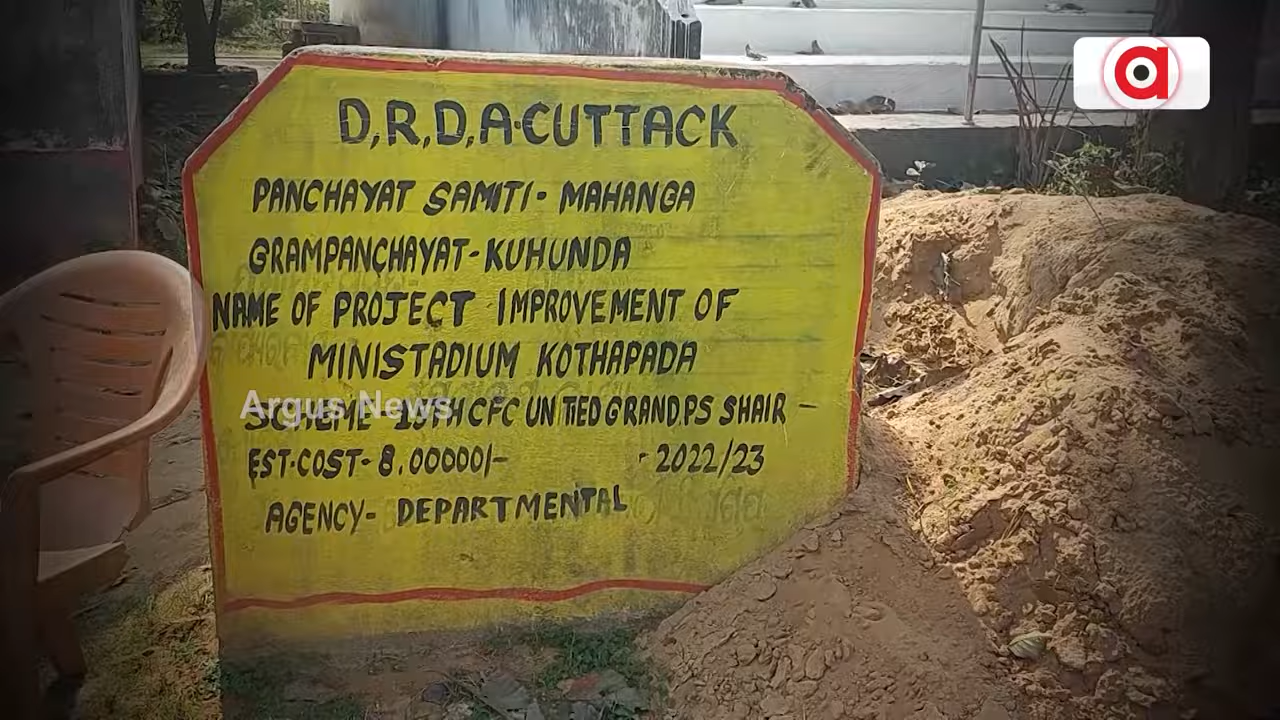 D.R.D.A. CUTTACK
PANCHAYAT SAMITI- MAHANGA
GRAMPANCHAYAT- KUHUNDA
NAME OF PROJECT IMPROVEMENT OF
MINISTADIUM KOTHAPADA
SCHEME- 15TH CFC UNTIED GRAND.PS SHAIR -
EST.COST- 8.00000/- - 2022/23
AGENCY- DEPARTMENTAL
Argus News
a